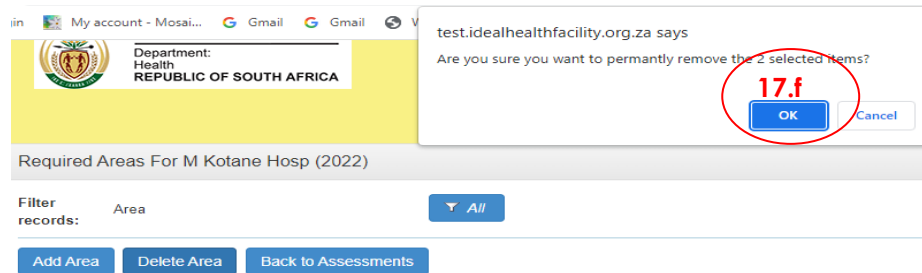 My account - Mosai...
Gmail
Gmail
test.idealhealthfacility.org.za says
Are you sure you want to permantly remove the 2 selected items?
17.f
OK
Cancel
Department:
Health
REPUBLIC OF SOUTH AFRICA
Required Areas For M Kotane Hosp (2022)
Filter records:
Area
All
Add Area
Delete Area
Back to Assessments